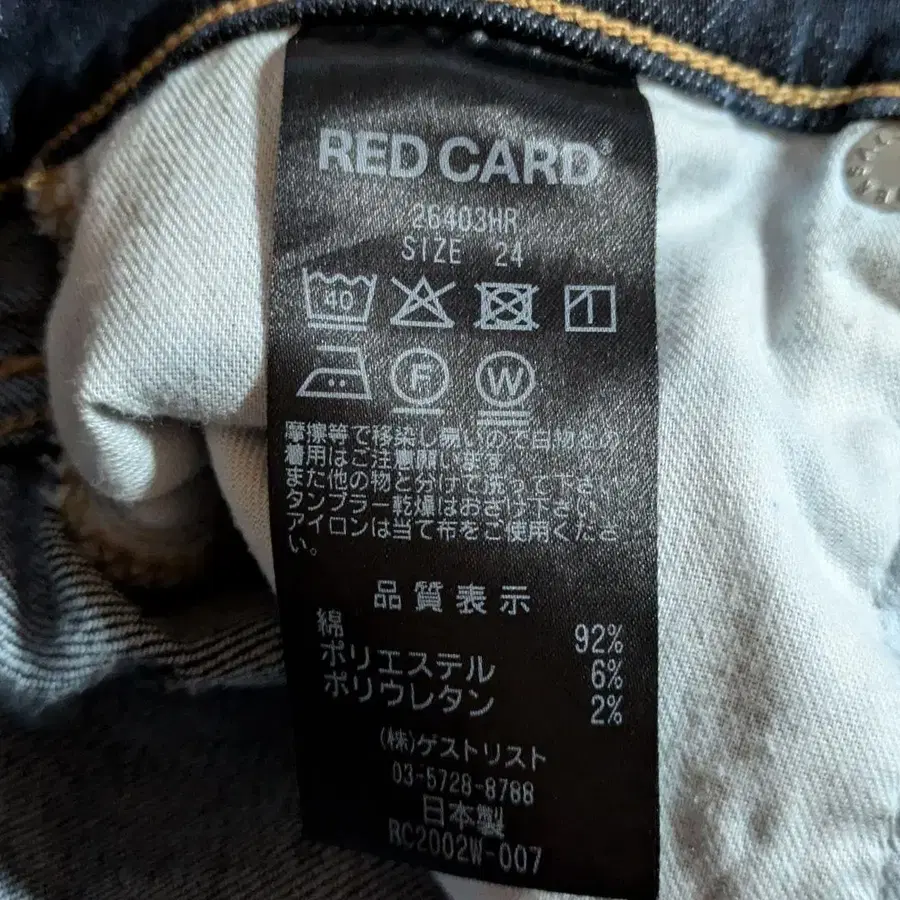 RED CARD®
26403HR
SIZE 24
40
F W
摩擦等で移染し易いので白物との
着用はご注意願います。
また他の物と分けて洗って下さい
タンブラー乾燥はおさけ下さい
アイロンは当て布をご使用くださ
い。
品質表示
綿 92%
ポリエステル 6%
ポリウレタン 2%
(株)ゲストリスト
03-5728-8788
日本製
RC2002W-007